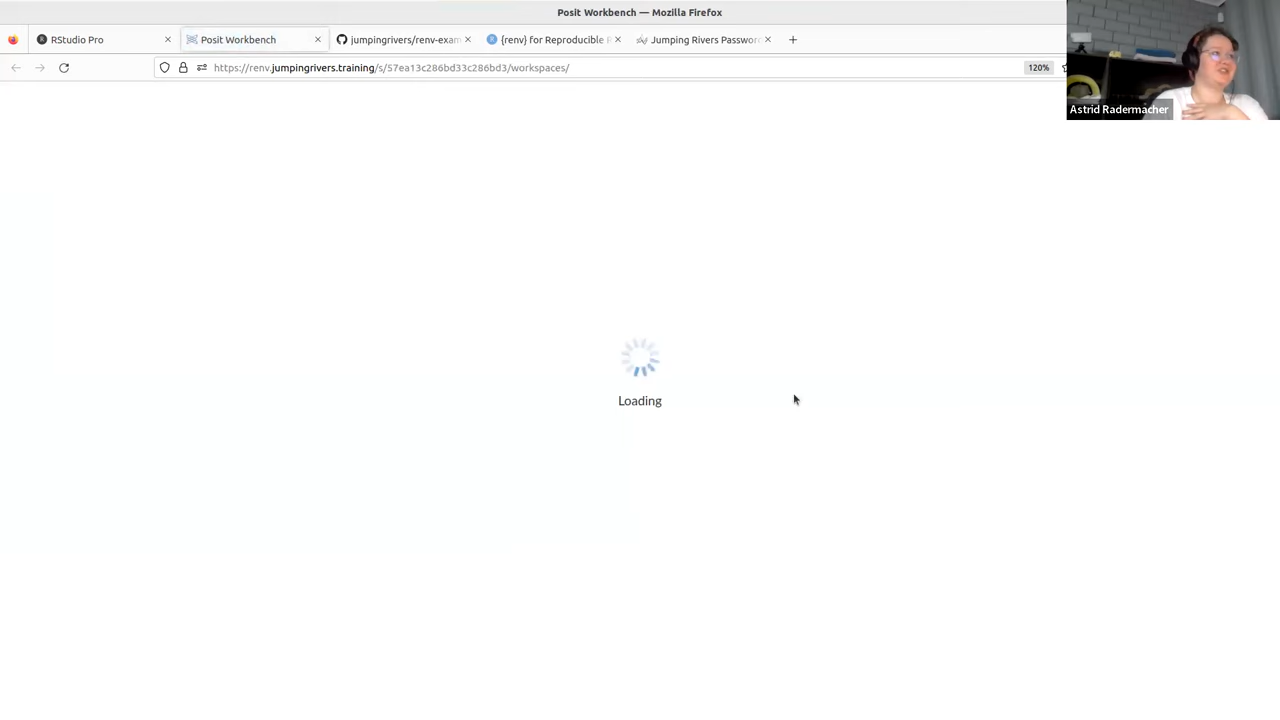 Posit Workbench — Mozilla Firefox
RStudio Pro
Posit Workbench
jumpingrivers/renv-exam
{renv} for Reproducible R
Jumping Rivers Password
https://renv.jumpingrivers.training/s/57ea13c286bd33c286bd3/workspaces/
120%
Astrid Radermacher
Loading